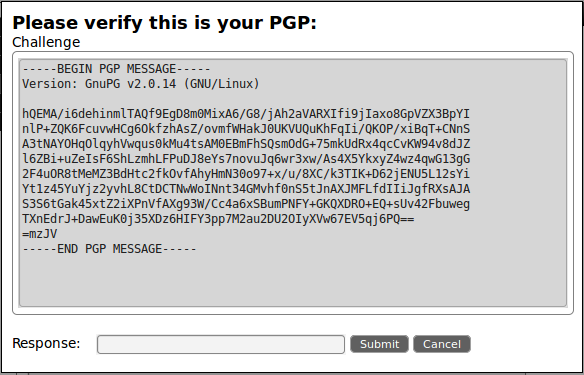 Please verify this is your PGP:
Challenge
-----BEGIN PGP MESSAGE-----
Version: GnuPG v2.0.14 (GNU/Linux)
hQEMA/i6dehinmlTAQf9EgD8m0MixA6/G8/jAh2aVARXIfi9jIaxo8GpVZX3BpYI
nlP+ZQK6FcuvwHCg6OkfzhAsZ/ovmfWHakJ0UKVUQuKhFqIi/QKOP/xiBqT+CNnS
A3tNAYOHqOlqyhVwqus0kMu4tsAM0EBmFhSQsmOdG+75mkUdRx4qcCvKW94v8dJZ
l6ZBi+uZeIsF6ShLzmhLFPuDJ8eYs7novuJq6wr3xw/As4X5YkxyZ4wz4qwG13gG
2F4uOR8tMeMZ3BdHtc2fkOvfAhyHmN30o97+x/u/8XC/k3TIK+D62jENU5L12sYi
Yt1z45YuYjz2yvhL8CtDCTNwWoINnt34GMvhf0nS5tJnAXJMFLfdIIiJgfRXsAJA
S3S6tGak45xtZ2iXPnVfAXg93W/Cc4a6xSBumPNFY+GKQXDRO+EQ+sUv42Fbuweg
TXnEdrJ+DawEuK0j35XDz6HIFY3pp7M2au2DU2OIyXVw67EV5qj6PQ==
=mzJV
-----END PGP MESSAGE-----
Response:
Submit Cancel